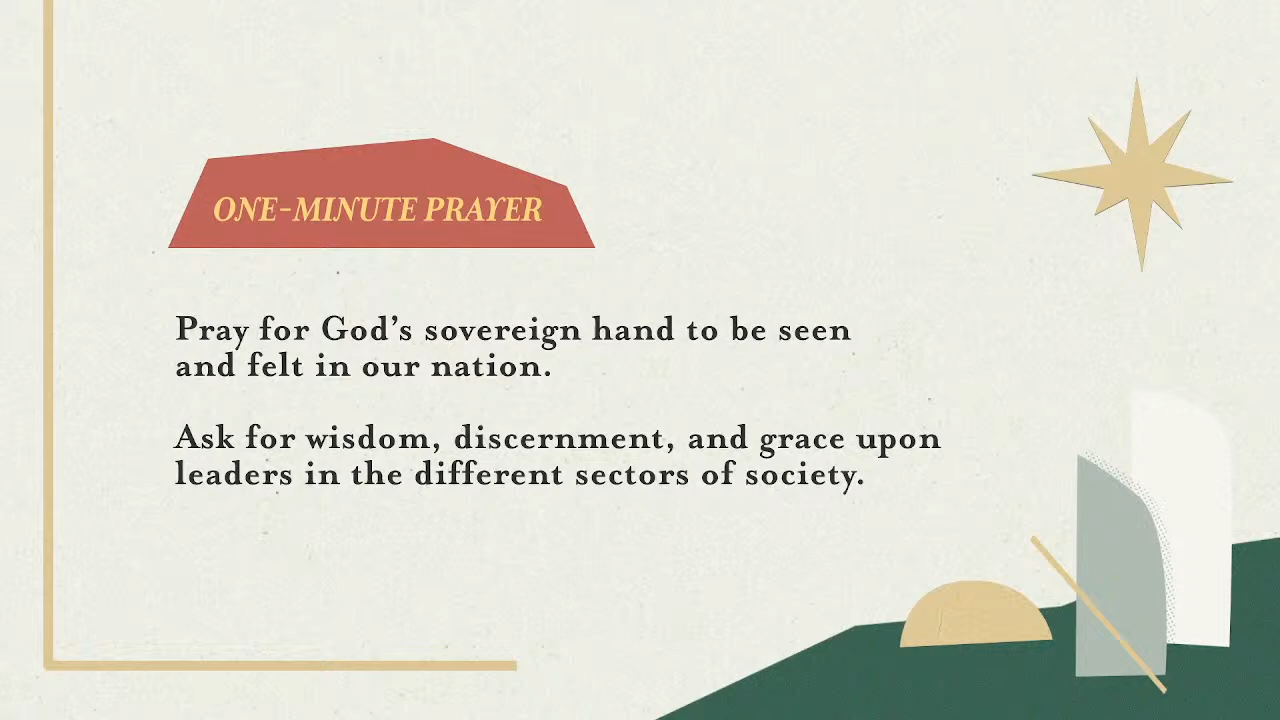 ONE-MINUTE PRAYER
Pray for God's sovereign hand to be seen
and felt in our nation.
Ask for wisdom, discernment, and grace upon
leaders in the different sectors of society.